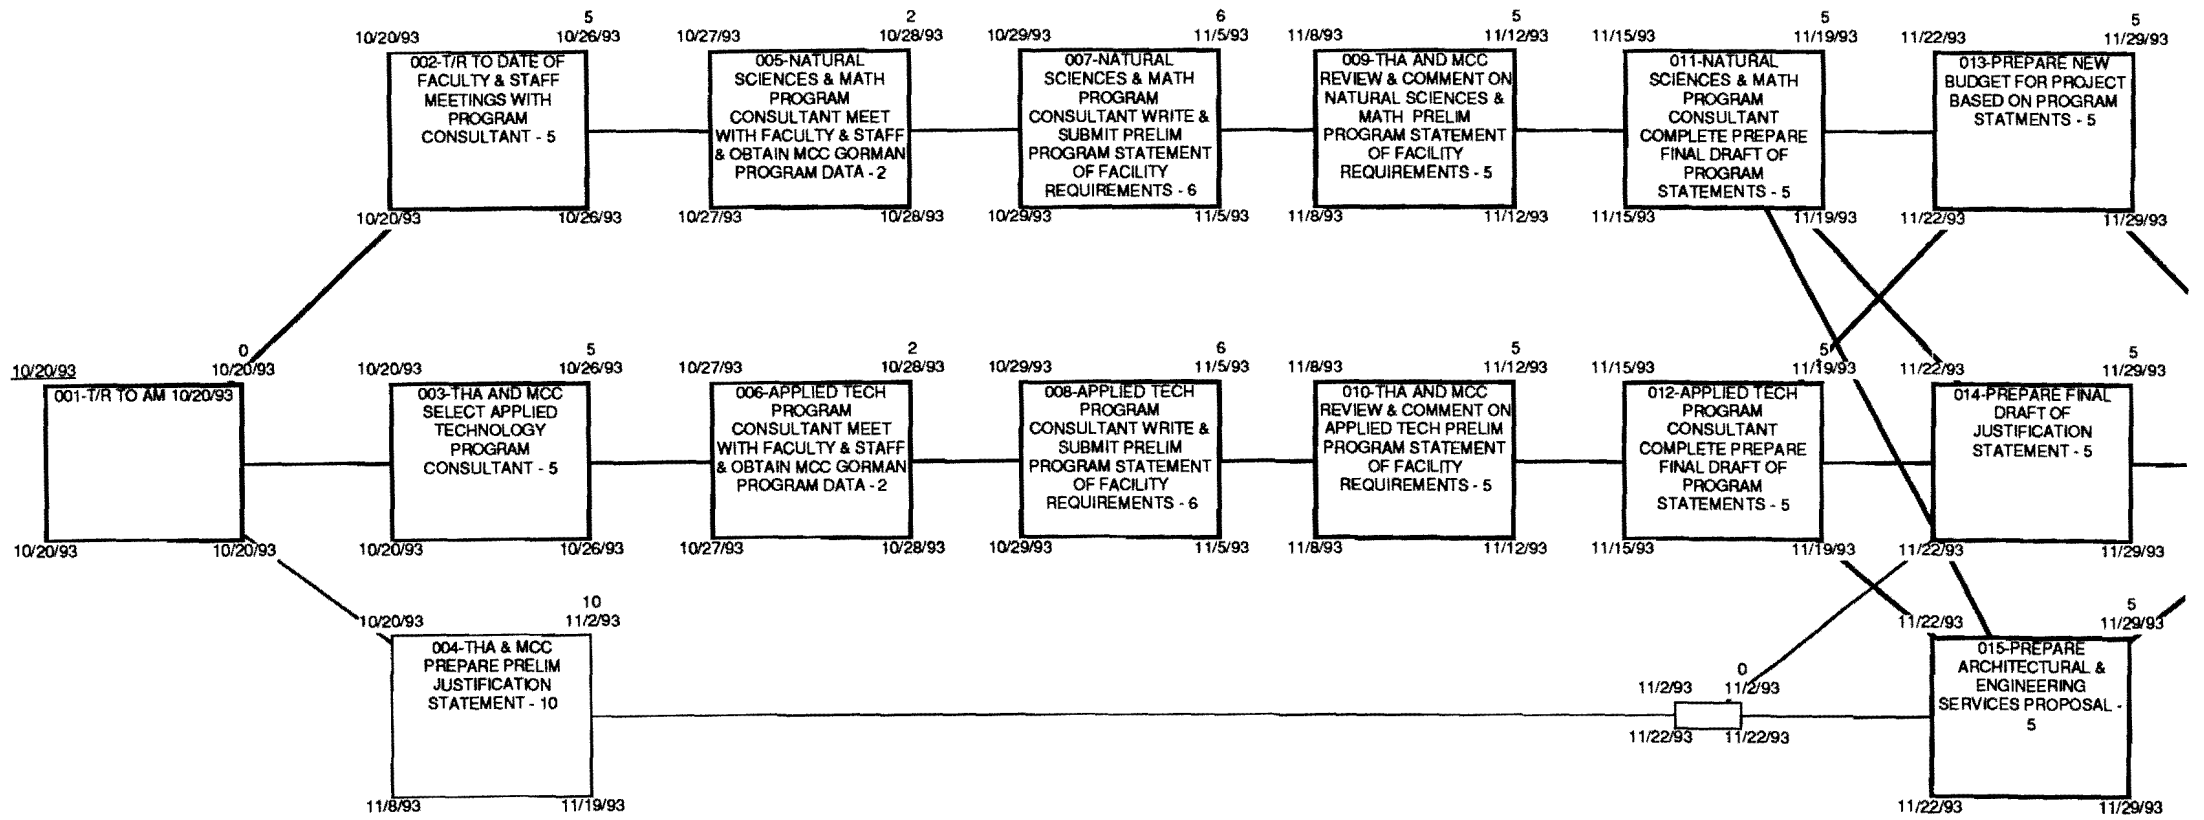 5
10/20/93 10/26/93
002-T/R TO DATE OF
FACULTY & STAFF
MEETINGS WITH
PROGRAM
CONSULTANT - 5
10/20/93 10/26/93
2
10/27/93 10/28/93
005-NATURAL
SCIENCES & MATH
PROGRAM
CONSULTANT MEET
WITH FACULTY & STAFF
& OBTAIN MCC GORMAN
PROGRAM DATA - 2
10/27/93 10/28/93
6
10/29/93 11/5/93
007-NATURAL
SCIENCES & MATH
PROGRAM
CONSULTANT WRITE &
SUBMIT PRELIM
PROGRAM STATEMENT
OF FACILITY
REQUIREMENTS - 6
10/29/93 11/5/93
5
11/8/93 11/12/93
009-THA AND MCC
REVIEW & COMMENT ON
NATURAL SCIENCES &
MATH PRELIM
PROGRAM STATEMENT
OF FACILITY
REQUIREMENTS - 5
11/8/93 11/12/93
5
11/15/93 11/19/93
011-NATURAL
SCIENCES & MATH
PROGRAM
CONSULTANT
COMPLETE PREPARE
FINAL DRAFT OF
PROGRAM
STATEMENTS - 5
11/15/93 11/19/93
5
11/22/93 11/29/93
013-PREPARE NEW
BUDGET FOR PROJECT
BASED ON PROGRAM
STATMENTS - 5
11/22/93 11/29/93
0
10/20/93 10/20/93
001-T/R TO AM 10/20/93
10/20/93 10/20/93
5
10/20/93 10/26/93
003-THA AND MCC
SELECT APPLIED
TECHNOLOGY
PROGRAM
CONSULTANT - 5
10/20/93 10/26/93
2
10/27/93 10/28/93
006-APPLIED TECH
PROGRAM
CONSULTANT MEET
WITH FACULTY & STAFF
& OBTAIN MCC GORMAN
PROGRAM DATA - 2
10/27/93 10/28/93
6
10/29/93 11/5/93
008-APPLIED TECH
PROGRAM
CONSULTANT WRITE &
SUBMIT PRELIM
PROGRAM STATEMENT
OF FACILITY
REQUIREMENTS - 6
10/29/93 11/5/93
5
11/8/93 11/12/93
010-THA AND MCC
REVIEW & COMMENT ON
APPLIED TECH PRELIM
PROGRAM STATEMENT
OF FACILITY
REQUIREMENTS - 5
11/8/93 11/12/93
5
11/15/93 11/19/93
012-APPLIED TECH
PROGRAM
CONSULTANT
COMPLETE PREPARE
FINAL DRAFT OF
PROGRAM
STATEMENTS - 5
11/15/93 11/19/93
5
11/22/93 11/29/93
014-PREPARE FINAL
DRAFT OF
JUSTIFICATION
STATEMENT - 5
11/22/93 11/29/93
10
10/20/93 11/2/93
004-THA & MCC
PREPARE PRELIM
JUSTIFICATION
STATEMENT - 10
11/8/93 11/19/93
0
11/2/93 11/2/93
11/22/93 11/22/93
5
11/22/93 11/29/93
015-PREPARE
ARCHITECTURAL &
ENGINEERING
SERVICES PROPOSAL -
5
11/22/93 11/29/93